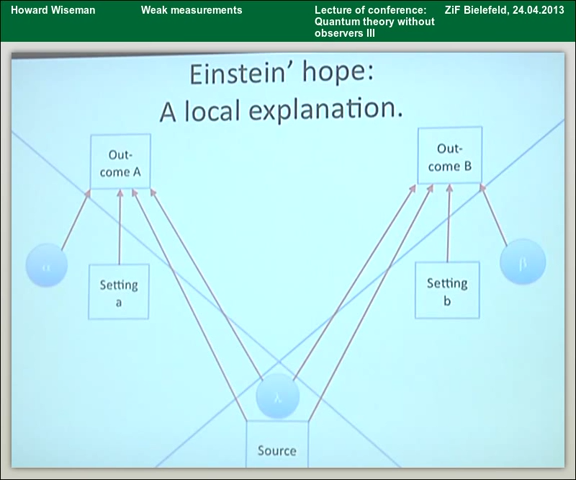 Howard Wiseman
Weak measurements
Lecture of conference:
Quantum theory without
observers III
ZiF Bielefeld, 24.04.2013
Einstein’ hope:
A local explanation.
Out-
come A
Out-
come B
α
Setting
a
Setting
b
β
λ
Source